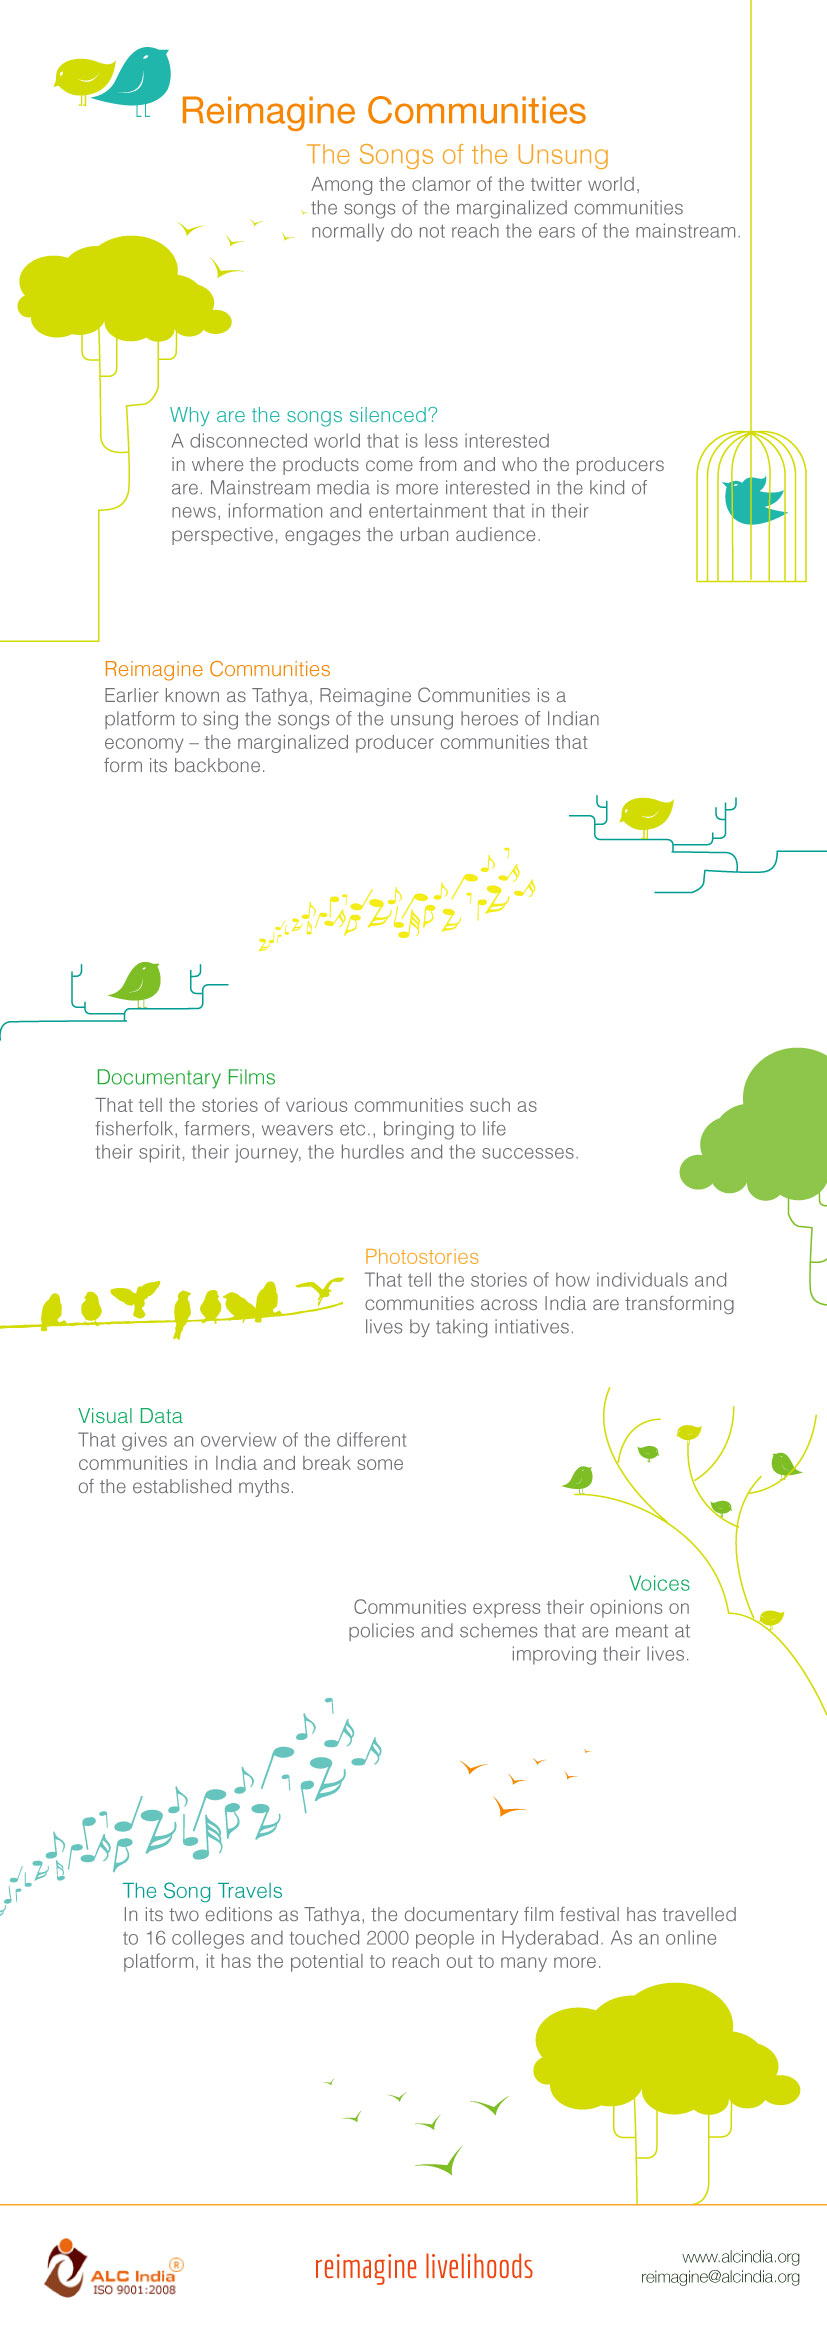 Reimagine Communities
The Songs of the Unsung
Among the clamor of the twitter world,
the songs of the marginalized communities
normally do not reach the ears of the mainstream.
Why are the songs silenced?
A disconnected world that is less interested
in where the products come from and who the producers
are. Mainstream media is more interested in the kind of
news, information and entertainment that in their
perspective, engages the urban audience.
Reimagine Communities
Earlier known as Tathya, Reimagine Communities is a
platform to sing the songs of the unsung heroes of Indian
economy – the marginalized producer communities that
form its backbone.
Documentary Films
That tell the stories of various communities such as
fisherfolk, farmers, weavers etc., bringing to life
their spirit, their journey, the hurdles and the successes.
Photostories
That tell the stories of how individuals and
communities across India are transforming
lives by taking intiatives.
Visual Data
That gives an overview of the different
communities in India and break some
of the established myths.
Voices
Communities express their opinions on
policies and schemes that are meant at
improving their lives.
The Song Travels
In its two editions as Tathya, the documentary film festival has travelled
to 16 colleges and touched 2000 people in Hyderabad. As an online
platform, it has the potential to reach out to many more.
ALC India ®
ISO 9001:2008
reimagine livelihoods
www.alcindia.org
reimagine@alcindia.org